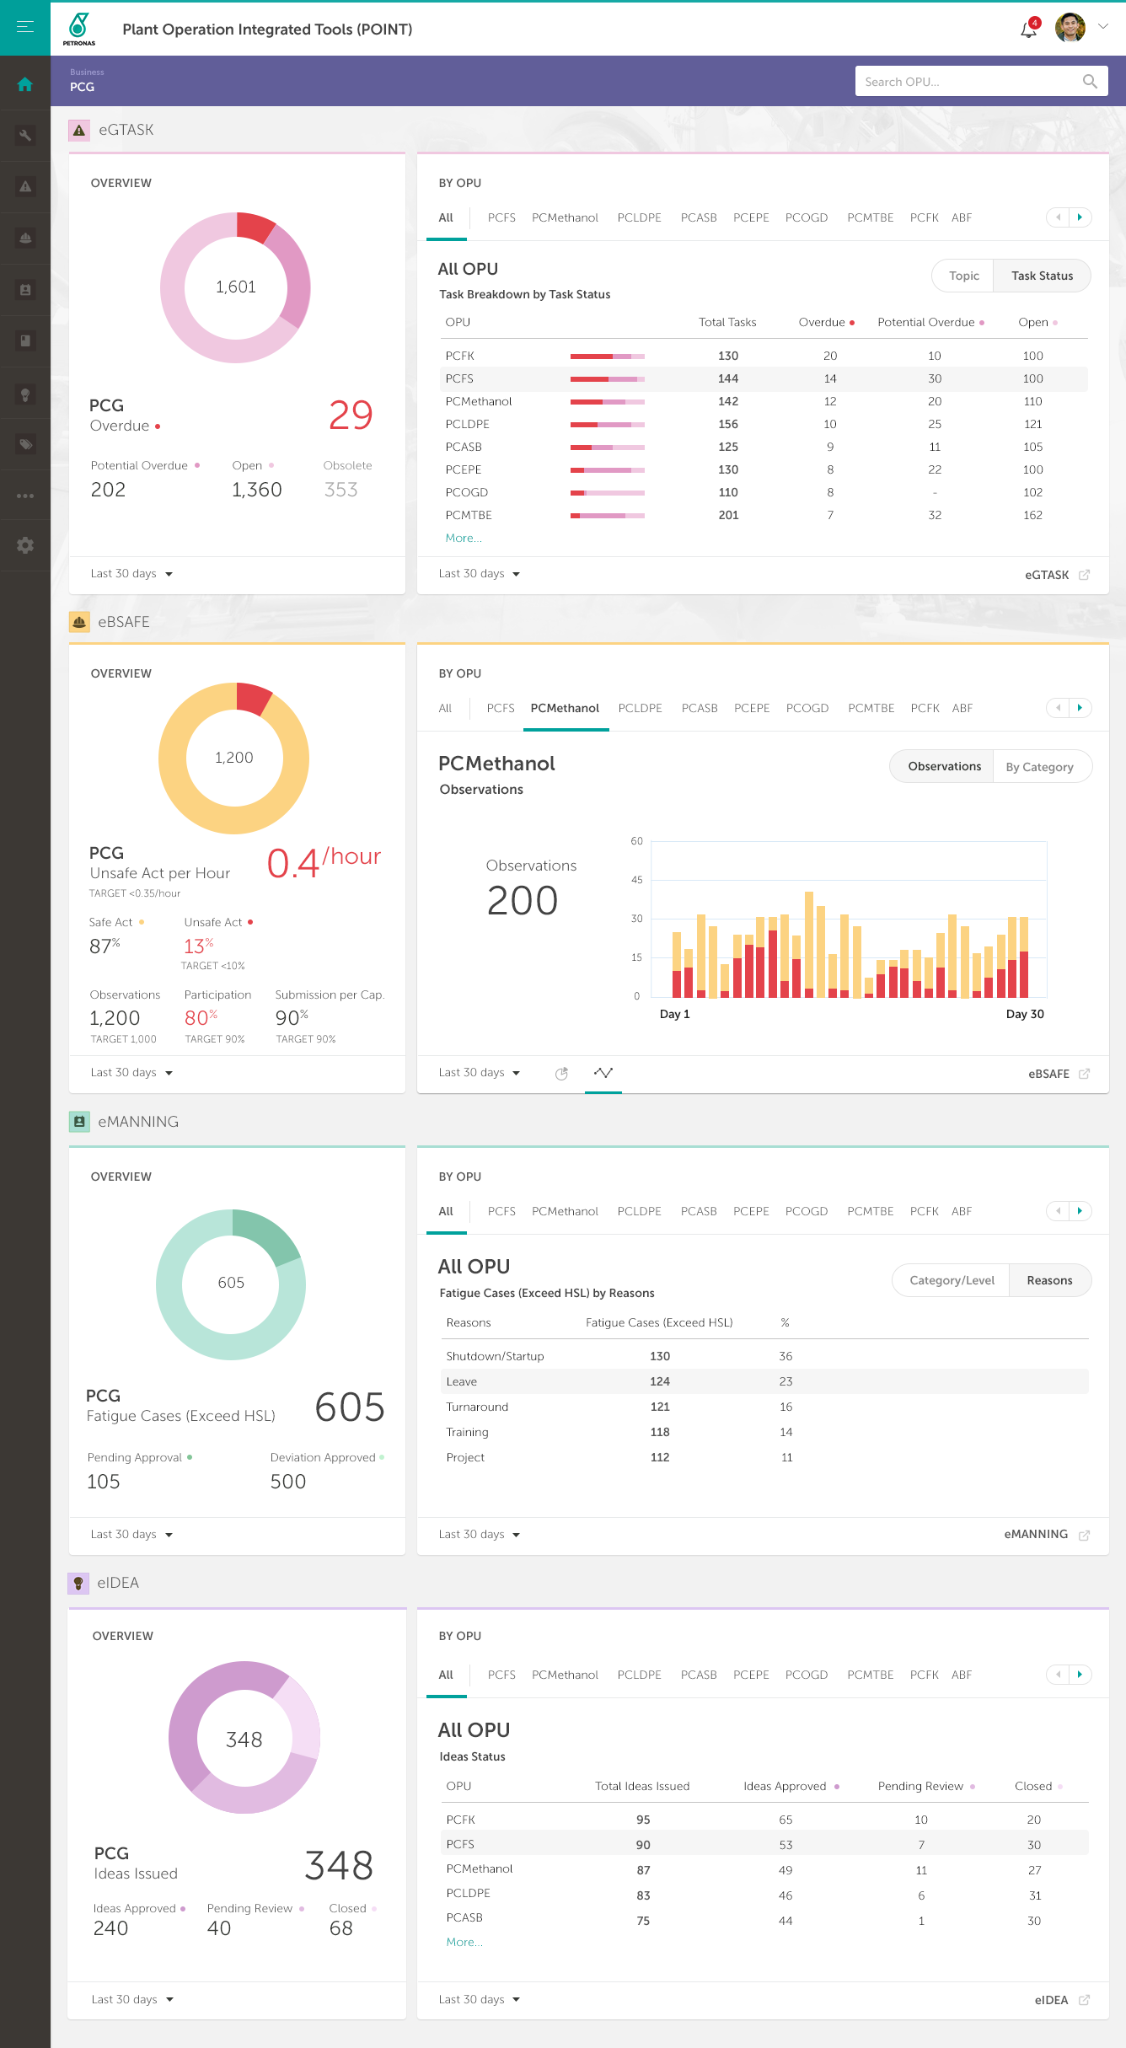 PETRONAS
Plant Operation Integrated Tools (POINT)
4
Business
PCG
Search OPU...
eGTASK
OVERVIEW
1,601
PCG
Overdue
29
Potential Overdue Open Obsolete
202 1,360 353
Last 30 days
BY OPU
All PCFS PCMethanol PCLDPE PCASB PCEPE PCOGD PCMTBE PCFK ABF
All OPU
Topic Task Status
Task Breakdown by Task Status
OPU Total Tasks Overdue Potential Overdue Open
PCFK 130 20 10 100
PCFS 144 14 30 100
PCMethanol 142 12 20 110
PCLDPE 156 10 25 121
PCASB 125 9 11 105
PCEPE 130 8 22 100
PCOGD 110 8 - 102
PCMTBE 201 7 32 162
More...
Last 30 days eGTASK
eBSAFE
OVERVIEW
1,200
PCG
Unsafe Act per Hour
0.4/hour
TARGET <0.35/hour
Safe Act Unsafe Act
87% 13%
TARGET <10%
Observations Participation Submission per Cap.
1,200 80% 90%
TARGET 1,000 TARGET 90% TARGET 90%
Last 30 days
BY OPU
All PCFS PCMethanol PCLDPE PCASB PCEPE PCOGD PCMTBE PCFK ABF
PCMethanol
Observations By Category
Observations
Observations
200
60
45
30
15
0
Day 1 Day 30
Last 30 days eBSAFE
eMANNING
OVERVIEW
605
PCG
Fatigue Cases (Exceed HSL)
605
Pending Approval Deviation Approved
105 500
Last 30 days
BY OPU
All PCFS PCMethanol PCLDPE PCASB PCEPE PCOGD PCMTBE PCFK ABF
All OPU
Category/Level Reasons
Fatigue Cases (Exceed HSL) by Reasons
Reasons Fatigue Cases (Exceed HSL) %
Shutdown/Startup 130 36
Leave 124 23
Turnaround 121 16
Training 118 14
Project 112 11
Last 30 days eMANNING
eIDEA
OVERVIEW
348
PCG
Ideas Issued
348
Ideas Approved Pending Review Closed
240 40 68
Last 30 days
BY OPU
All PCFS PCMethanol PCLDPE PCASB PCEPE PCOGD PCMTBE PCFK ABF
All OPU
Ideas Status
OPU Total Ideas Issued Ideas Approved Pending Review Closed
PCFK 95 65 10 20
PCFS 90 53 7 30
PCMethanol 87 49 11 27
PCLDPE 83 46 6 31
PCASB 75 44 1 30
More...
Last 30 days eIDEA